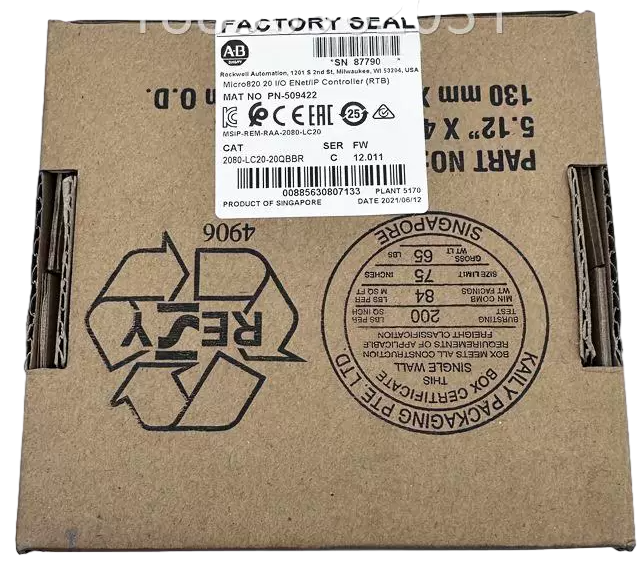 FACTORY SEAL
AB
*SN 87790
Rockwell Automation, 1201 S 2nd St, Milwaukee, WI 53204, USA
Micro820 20 I/O ENet/IP Controller (RTB)
MAT NO PN-509422
CE EAC 25
MSIP-REM-RAA-2080-LC20
CAT SER FW
2080-LC20-20QBBR C 12.011
00885630807133 PLANT 5170
PRODUCT OF SINGAPORE DATE 2021/06/12
O.D.
130 mm
5.12" X 4
PART NO
4906
RESY
KAILY PACKAGING PTE. LTD.
BOX CERTIFICATE
THIS
SINGLE WALL
BOX MEETS ALL CONSTRUCTION
REQUIREMENTS OF APPLICABLE
FREIGHT CLASSIFICATION
BURSTING TEST 200 LBS PER SQ INCH
MIN COMB WT FACINGS 84 LBS PER M SQ FT
SIZE LIMIT 75 INCHES
GROSS WT LT 65 LBS
SINGAPORE